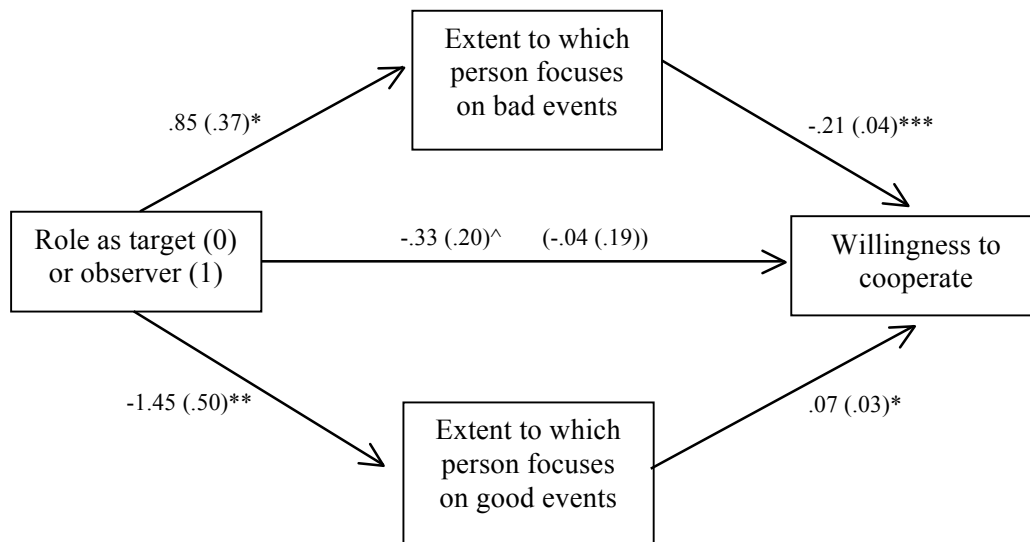 Extent to which
person focuses
on bad events
.85 (.37)*
-.21 (.04)***
Role as target (0)
or observer (1)
-.33 (.20)^ (-.04 (.19))
Willingness to
cooperate
-1.45 (.50)**
.07 (.03)*
Extent to which
person focuses
on good events